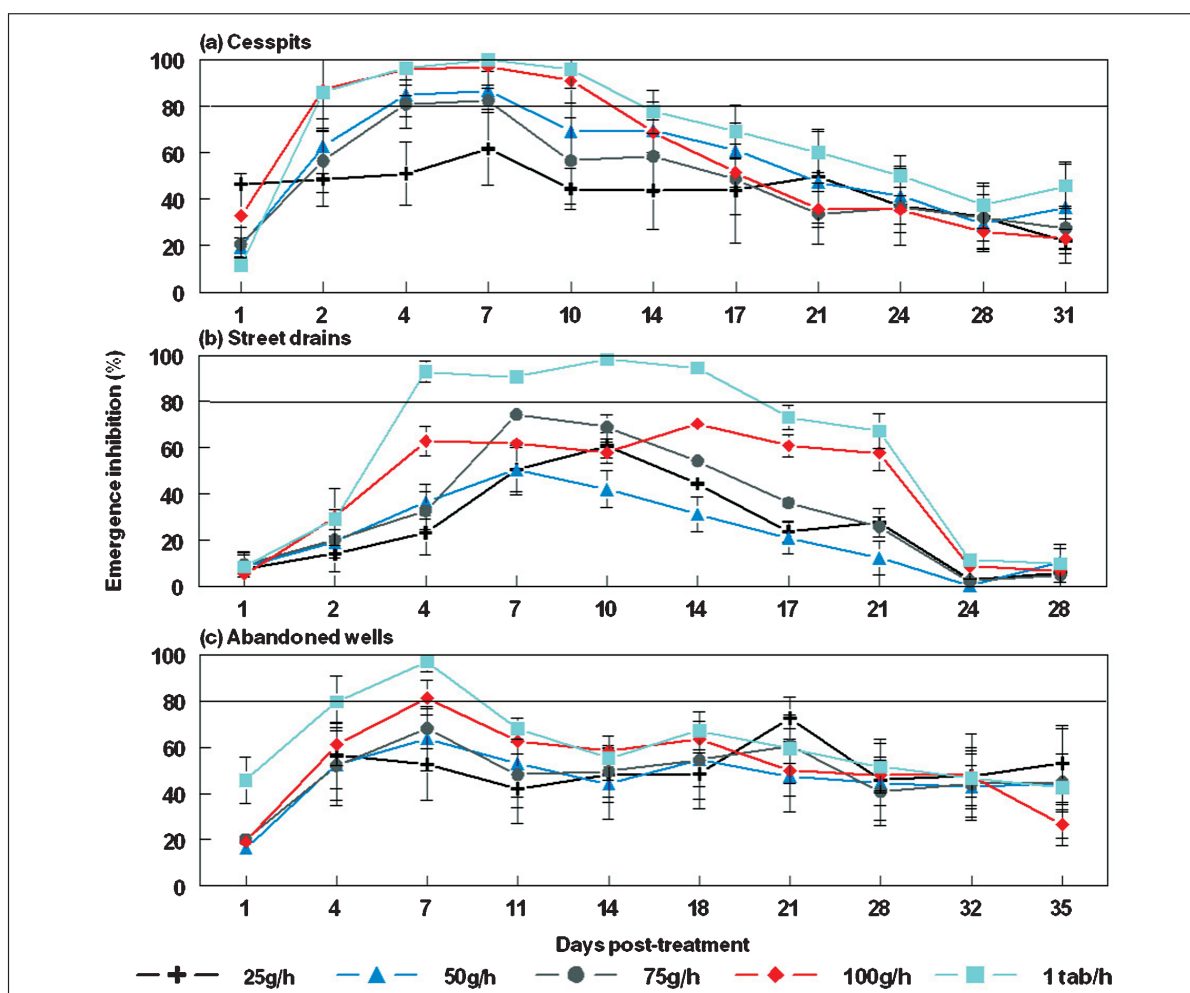 (a) Cesspits
100
80
60
40
20
0
1 2 4 7 10 14 17 21 24 28 31
(b) Street drains
Emergence inhibition (%)
100
80
60
40
20
0
1 2 4 7 10 14 17 21 24 28
(c) Abandoned wells
100
80
60
40
20
0
1 4 7 11 14 18 21 28 32 35
Days post-treatment
25g/h 50g/h 75g/h 100g/h 1 tab/h